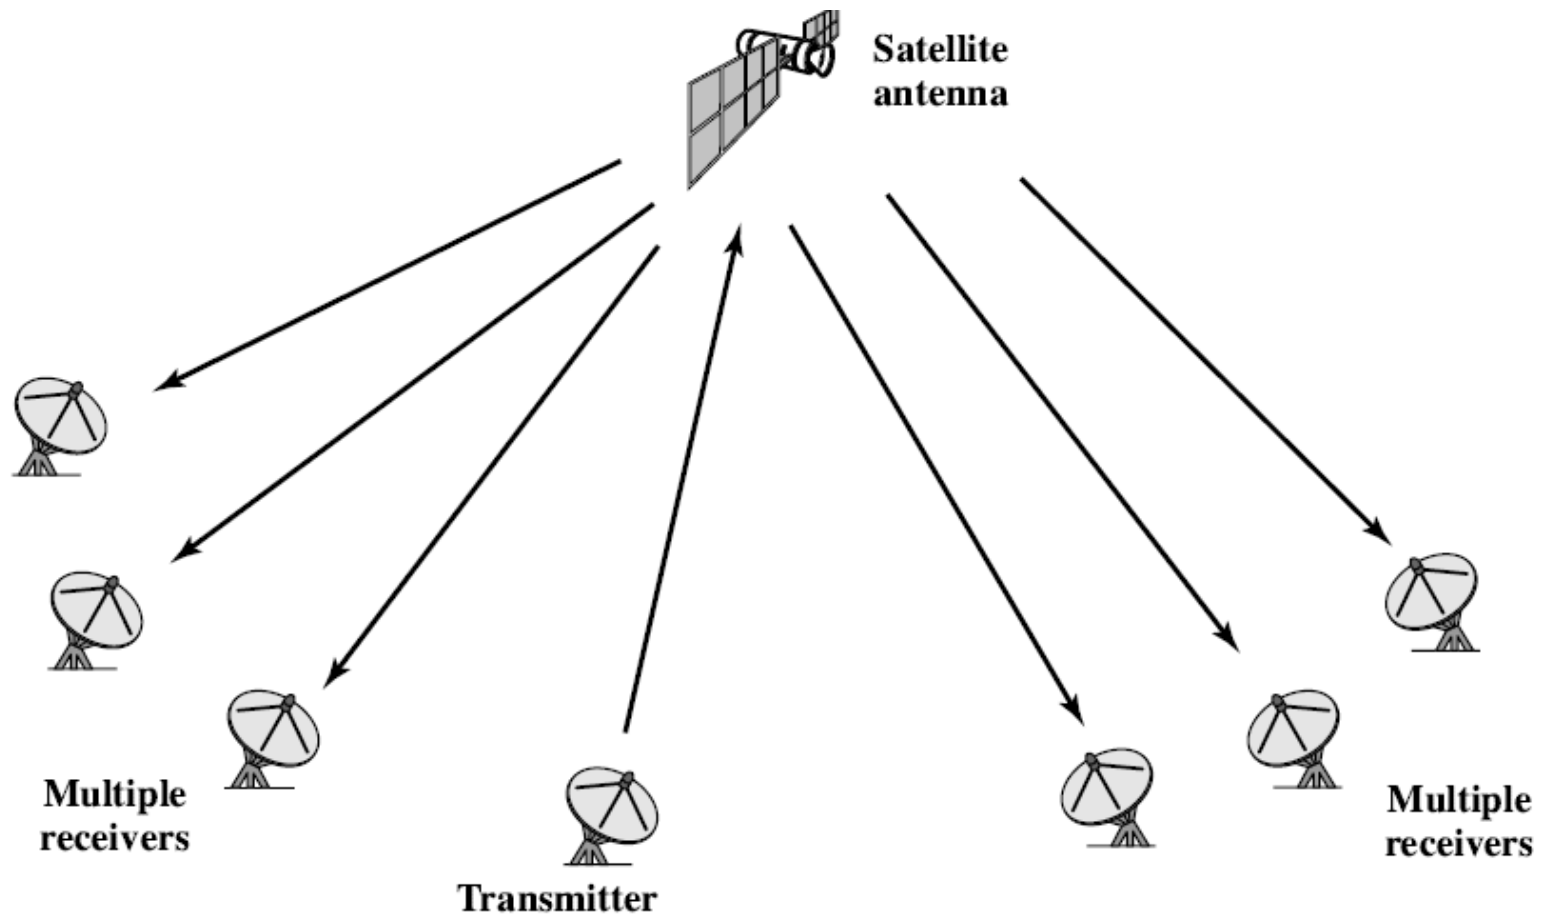 Satellite
antenna
Multiple
receivers
Transmitter
Multiple
receivers